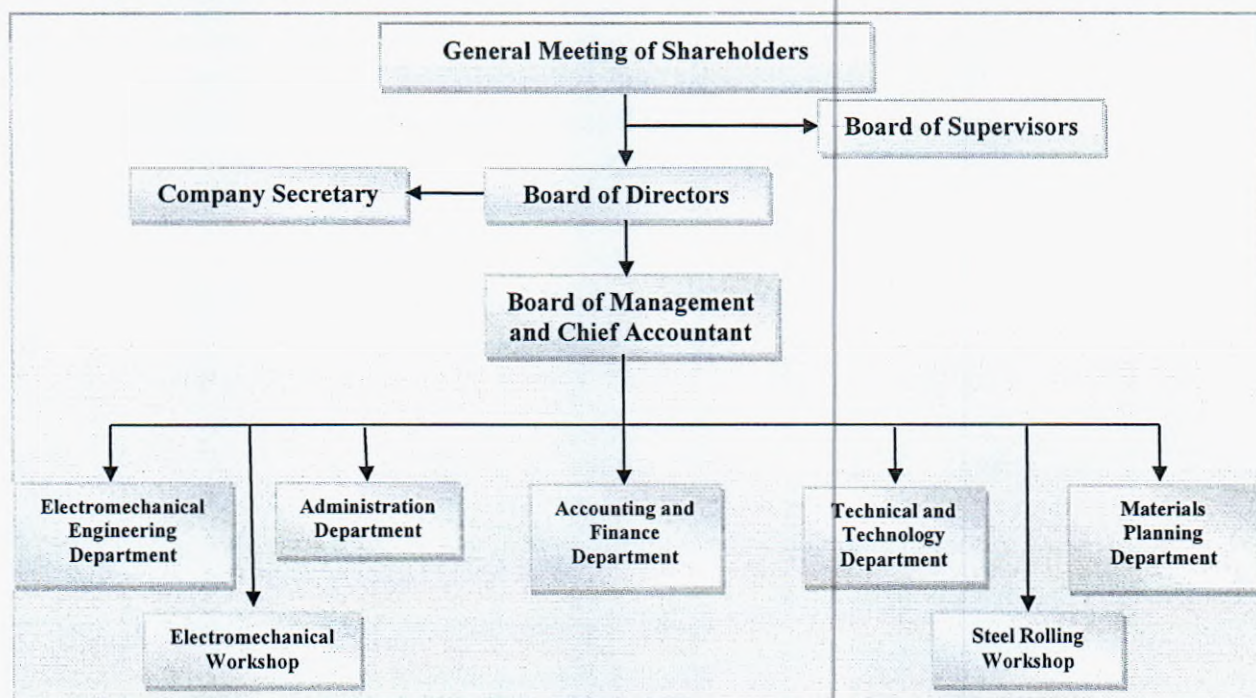 General Meeting of Shareholders
Board of Supervisors
Company Secretary
Board of Directors
Board of Management
and Chief Accountant
Electromechanical
Engineering
Department
Administration
Department
Accounting and
Finance
Department
Technical and
Technology
Department
Materials
Planning
Department
Electromechanical
Workshop
Steel Rolling
Workshop